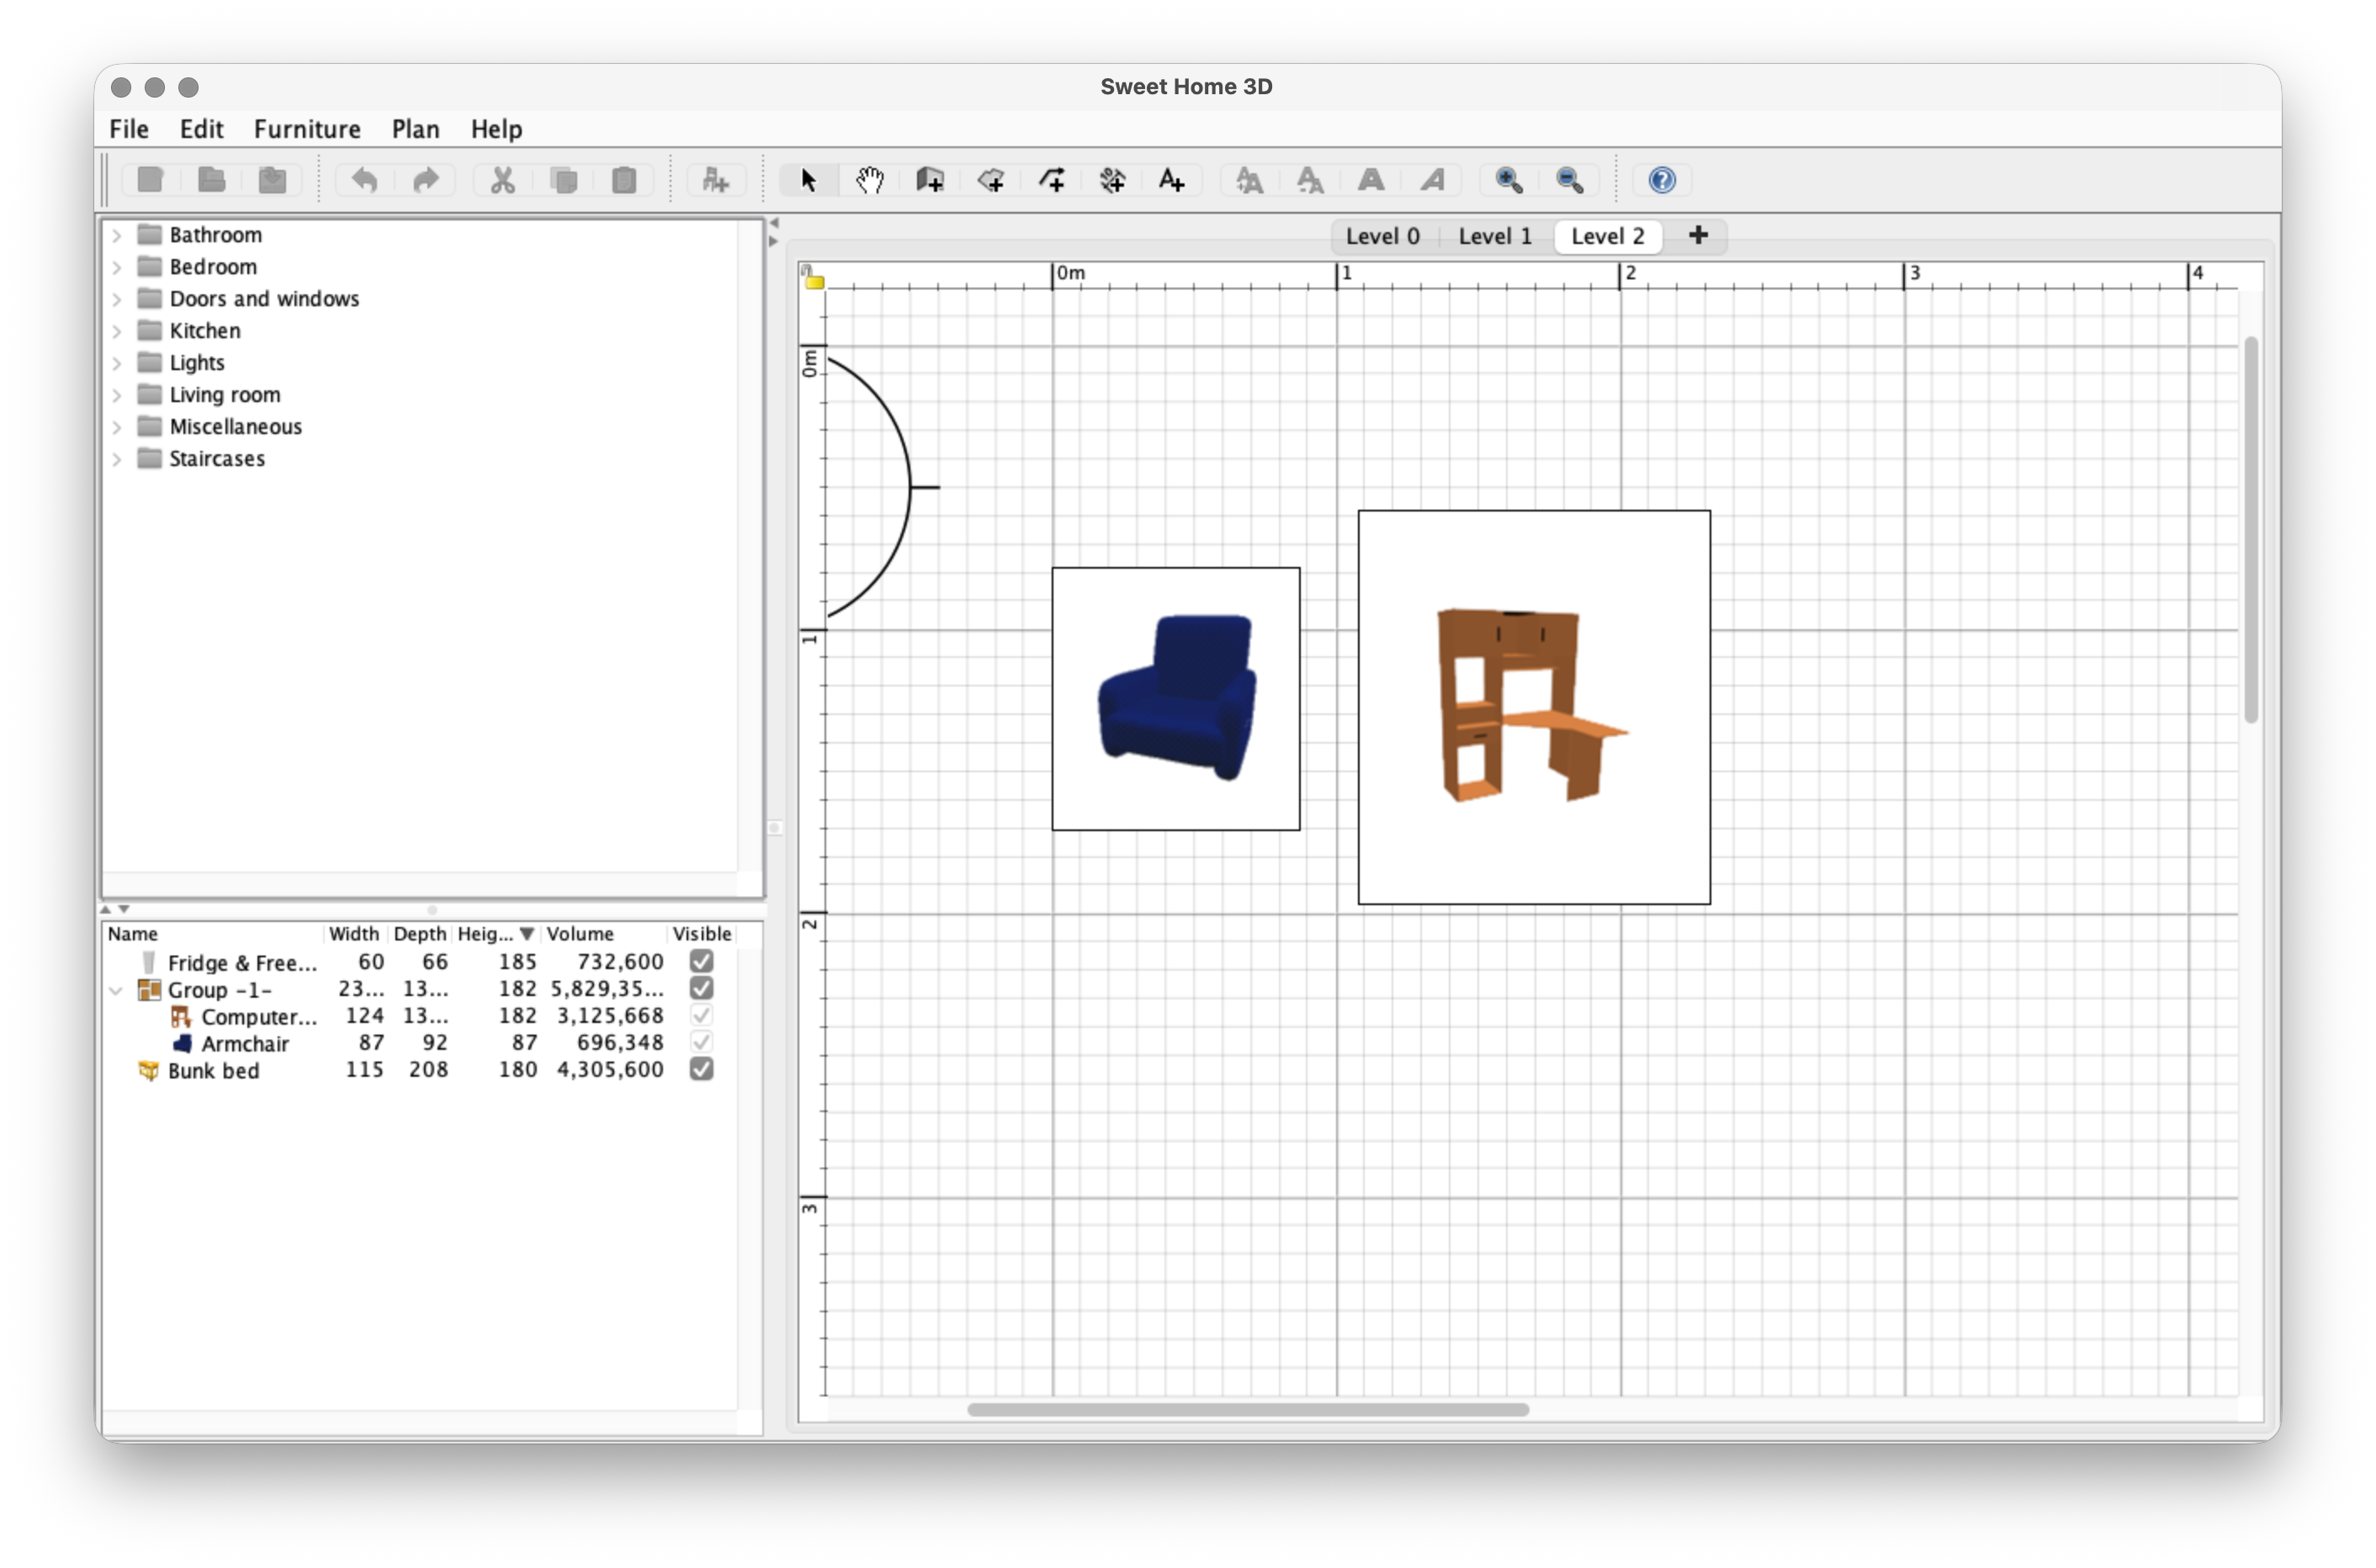 Sweet Home 3D
File Edit Furniture Plan Help
Level 0 Level 1 Level 2
Bathroom
Bedroom
Doors and windows
Kitchen
Lights
Living room
Miscellaneous
Staircases
0m 1 2 3 4
0m
1
2
3
Name Width Depth Heig... Volume Visible
Fridge & Free... 60 66 185 732,600
Group -1- 23... 13... 182 5,829,35...
Computer... 124 13... 182 3,125,668
Armchair 87 92 87 696,348
Bunk bed 115 208 180 4,305,600